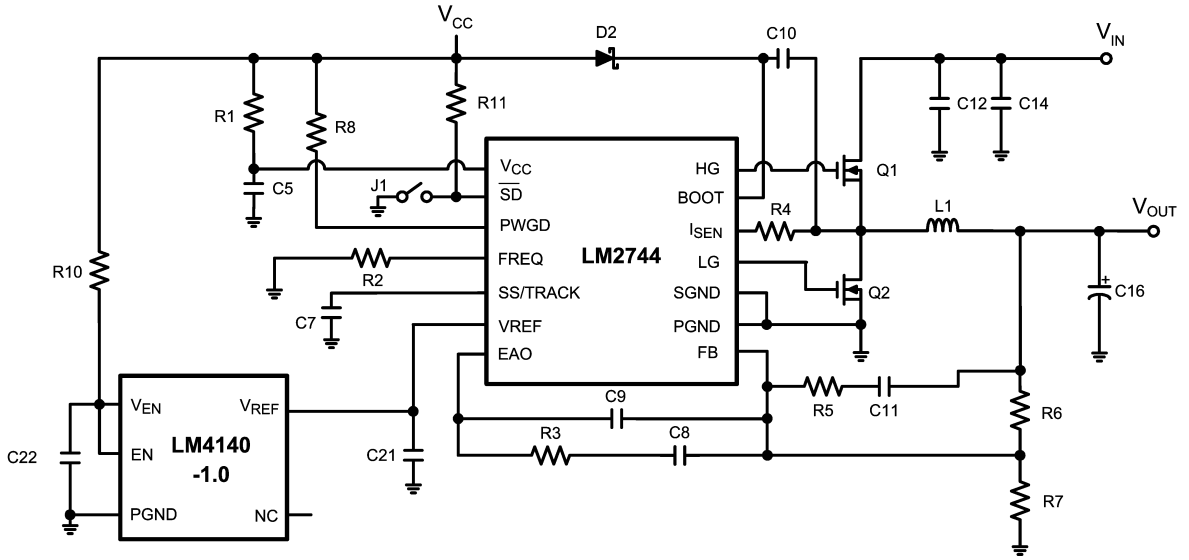 V_CC
D2
C10
V_IN
R1
R8
R11
C12
C14
C5
J1
V_CC
SD
PWGD
FREQ
SS/TRACK
VREF
EAO
LM2744
HG
BOOT
I_SEN
LG
SGND
PGND
FB
Q1
R4
L1
V_OUT
R10
R2
C7
Q2
+
C16
C9
R5
C11
R6
R3
C8
C22
V_EN
EN
PGND
V_REF
NC
LM4140
-1.0
C21
R7